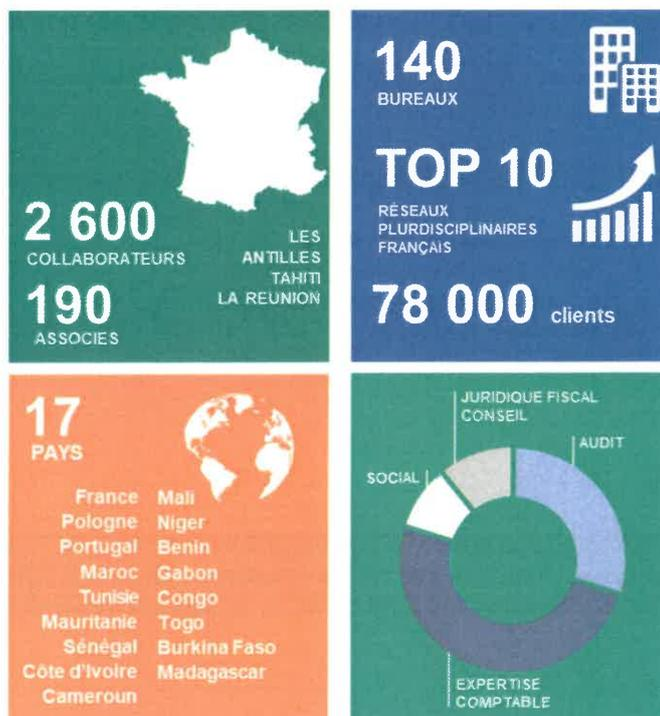 2 600
COLLABORATEURS
190
ASSOCIES
LES
ANTILLES
TAHITI
LA REUNION
140
BUREAUX
TOP 10
RÉSEAUX
PLURDISCIPLINAIRES
FRANÇAIS
78 000 clients
17
PAYS
France Mali
Pologne Niger
Portugal Benin
Maroc Gabon
Tunisie Congo
Mauritanie Togo
Sénégal Burkina Faso
Côte d'Ivoire Madagascar
Cameroun
JURIDIQUE FISCAL
CONSEIL
AUDIT
SOCIAL
EXPERTISE
COMPTABLE